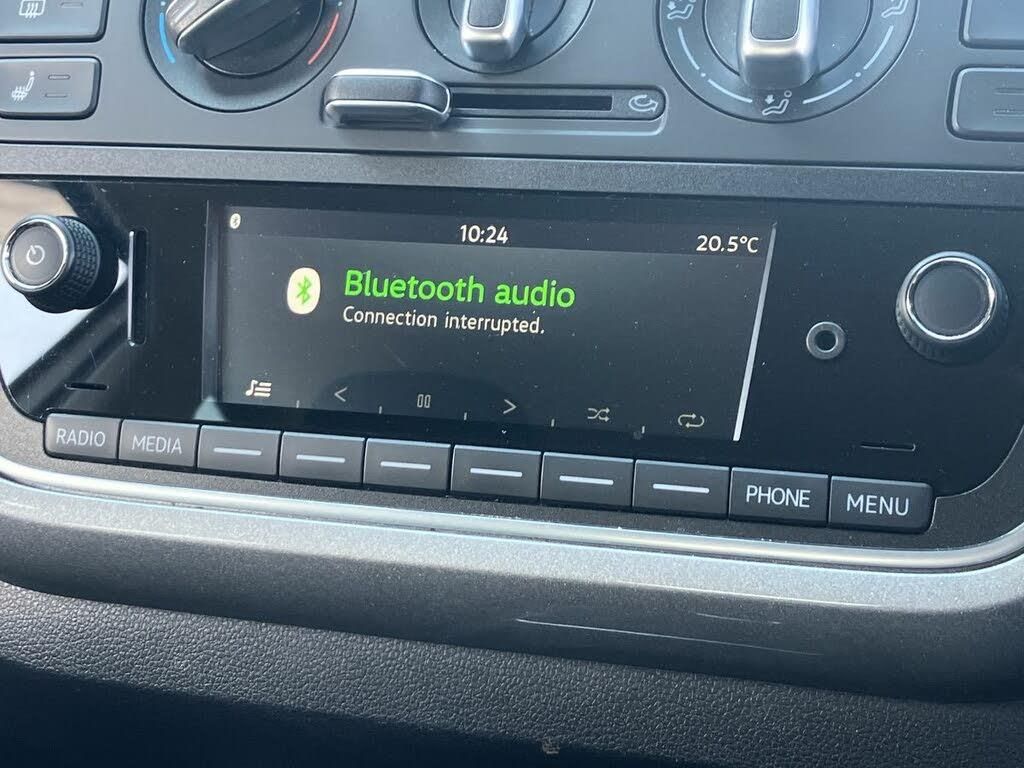 10:24
20.5°C
Bluetooth audio
Connection interrupted.
RADIO
MEDIA
PHONE
MENU